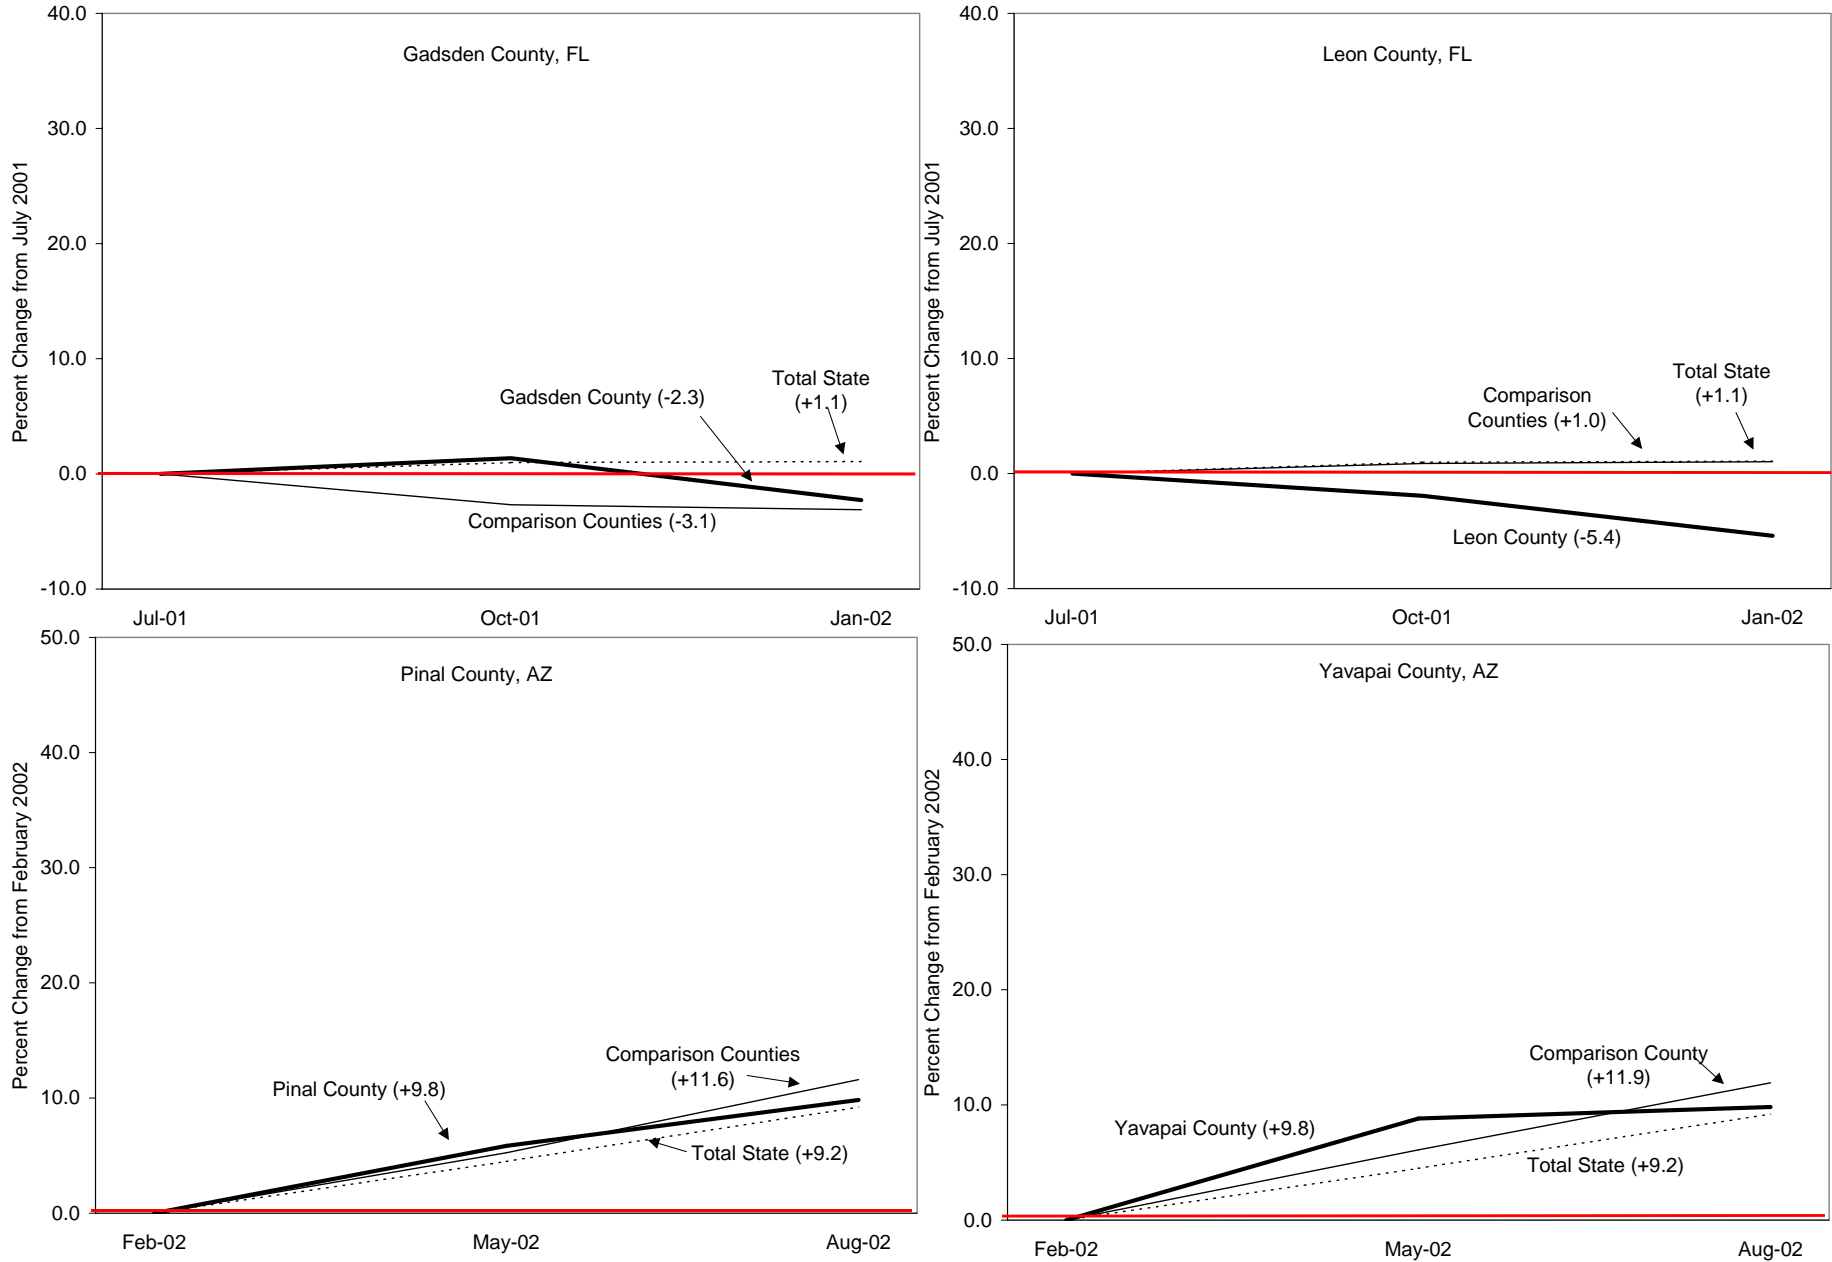 Gadsden County, FL
Percent Change from July 2001
40.0
30.0
20.0
10.0
0.0
-10.0
Gadsden County (-2.3)
Total State
(+1.1)
Comparison Counties (-3.1)
Jul-01
Oct-01
Jan-02
Leon County, FL
Percent Change from July 2001
40.0
30.0
20.0
10.0
0.0
-10.0
Comparison
Counties (+1.0)
Total State
(+1.1)
Leon County (-5.4)
Jul-01
Oct-01
Jan-02
Pinal County, AZ
Percent Change from February 2002
50.0
40.0
30.0
20.0
10.0
0.0
Pinal County (+9.8)
Comparison Counties
(+11.6)
Total State (+9.2)
Feb-02
May-02
Aug-02
Yavapai County, AZ
Percent Change from February 2002
50.0
40.0
30.0
20.0
10.0
0.0
Yavapai County (+9.8)
Comparison County
(+11.9)
Total State (+9.2)
Feb-02
May-02
Aug-02